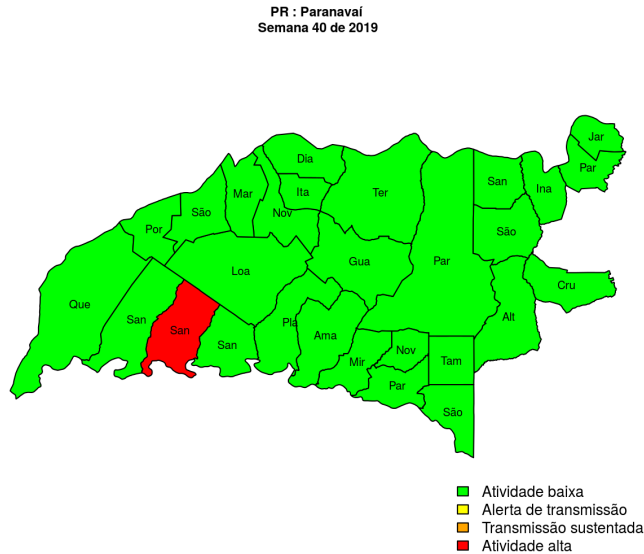 PR : Paranavaí
Semana 40 de 2019
Jar
Par
Dia
Ita
Ter
San
Ina
Mar
São
Nov
Por
São
Loa
Gua
Par
Cru
Que
San
San
San
Pla
Ama
Alt
Mir
Nov
Tam
Par
São
Atividade baixa
Alerta de transmissão
Transmissão sustentada
Atividade alta